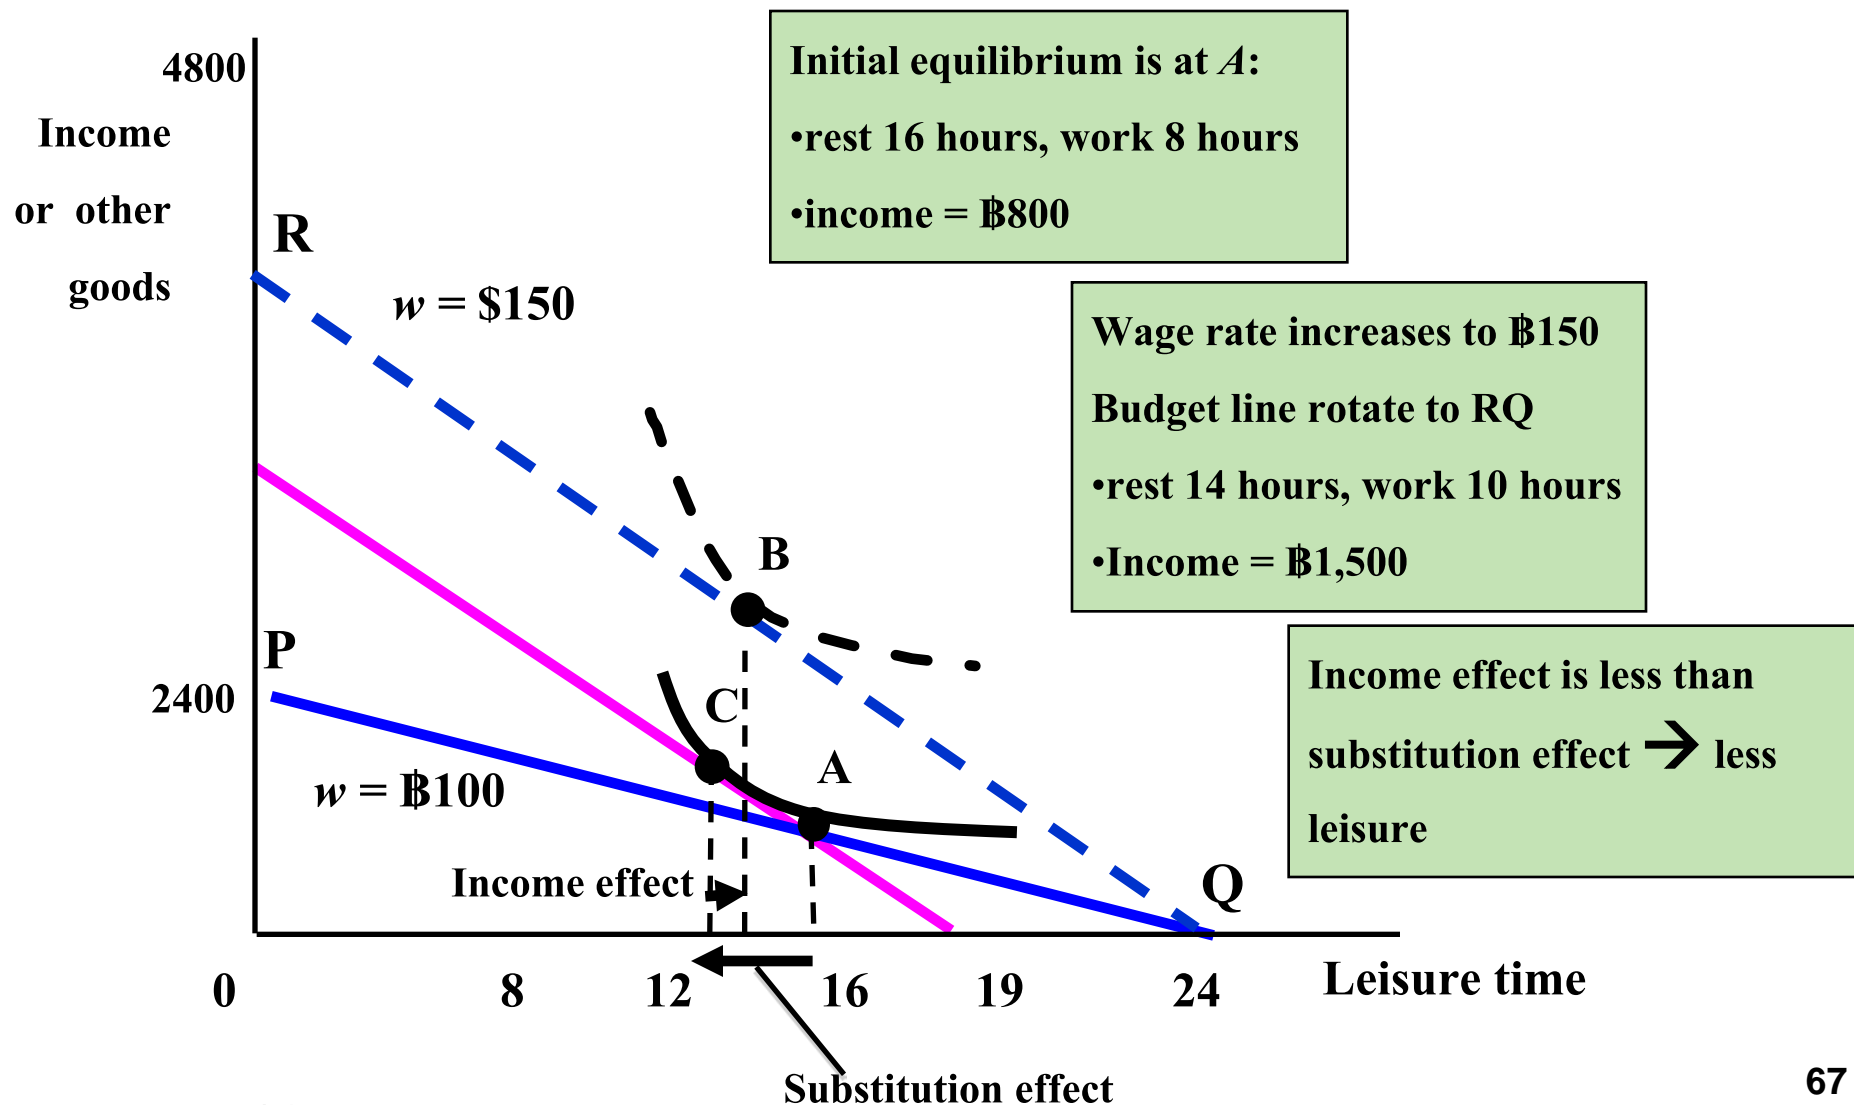 4800
Income
or other
goods
R
w = $150
P
2400
w = ฿100
B
C
A
Q
Income effect
0 8 12 16 19 24
Leisure time
Substitution effect
Initial equilibrium is at A:
•rest 16 hours, work 8 hours
•income = ฿800
Wage rate increases to ฿150
Budget line rotate to RQ
•rest 14 hours, work 10 hours
•Income = ฿1,500
Income effect is less than
substitution effect → less
leisure
67